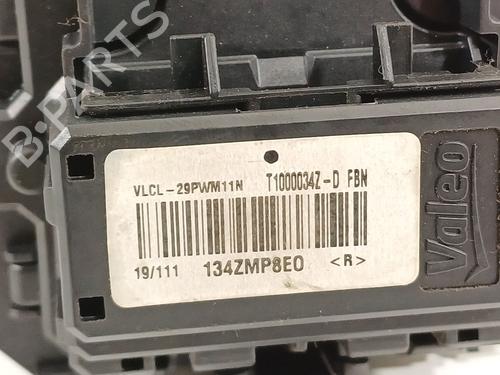 B-PARTS
VLCL-29PWM11N T1000034Z-D FBN
19/111 134ZMP8E0 <R>
Valeo